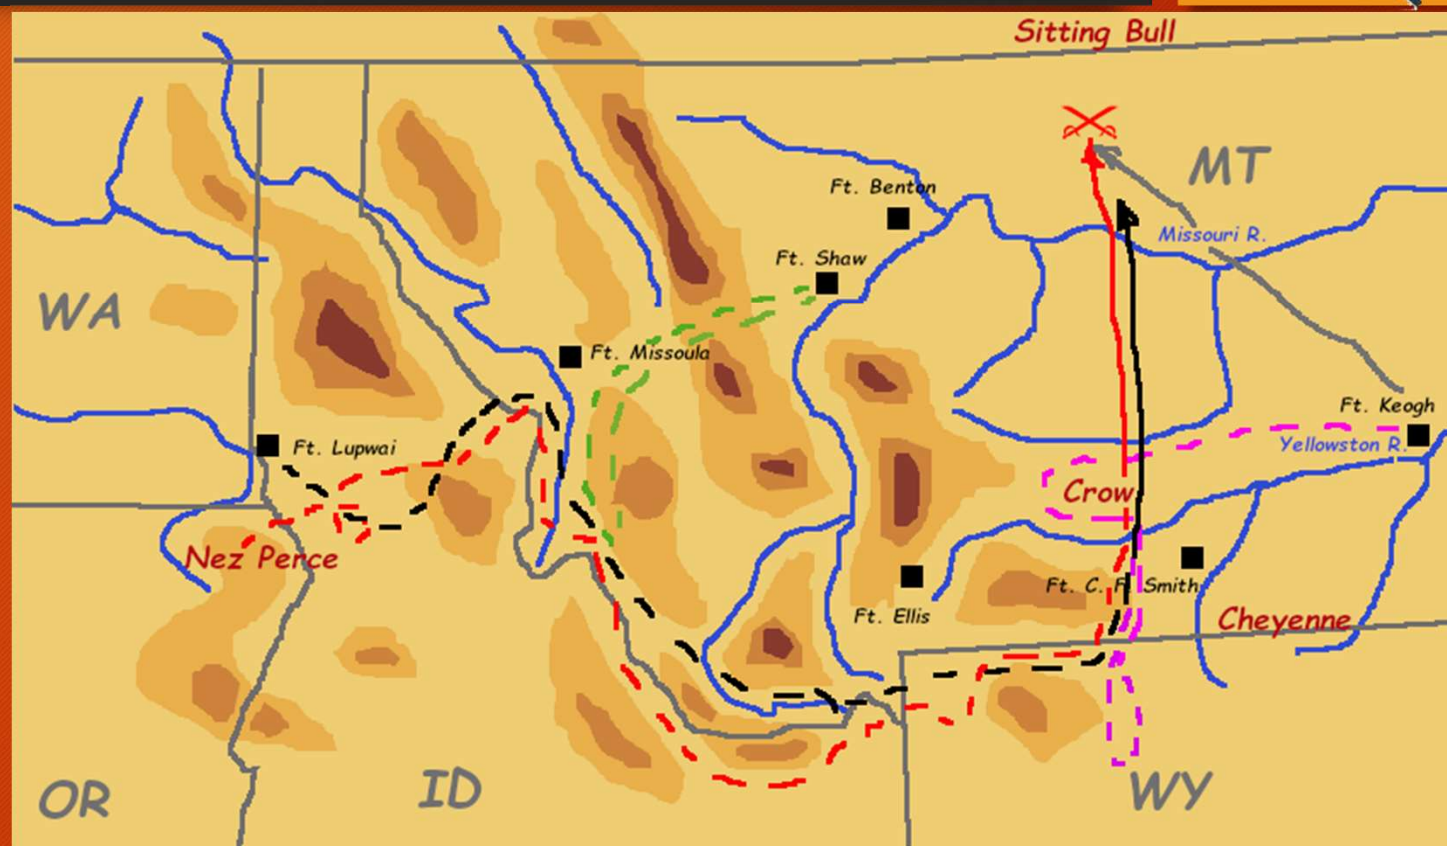 Sitting Bull
MT
Ft. Benton
Missouri R.
Ft. Shaw
WA
Ft. Missoula
Ft. Keogh
Ft. Lupwai
Yellowston R.
Crow
Nez Perce
Ft. C. F. Smith
Ft. Ellis
Cheyenne
OR
ID
WY